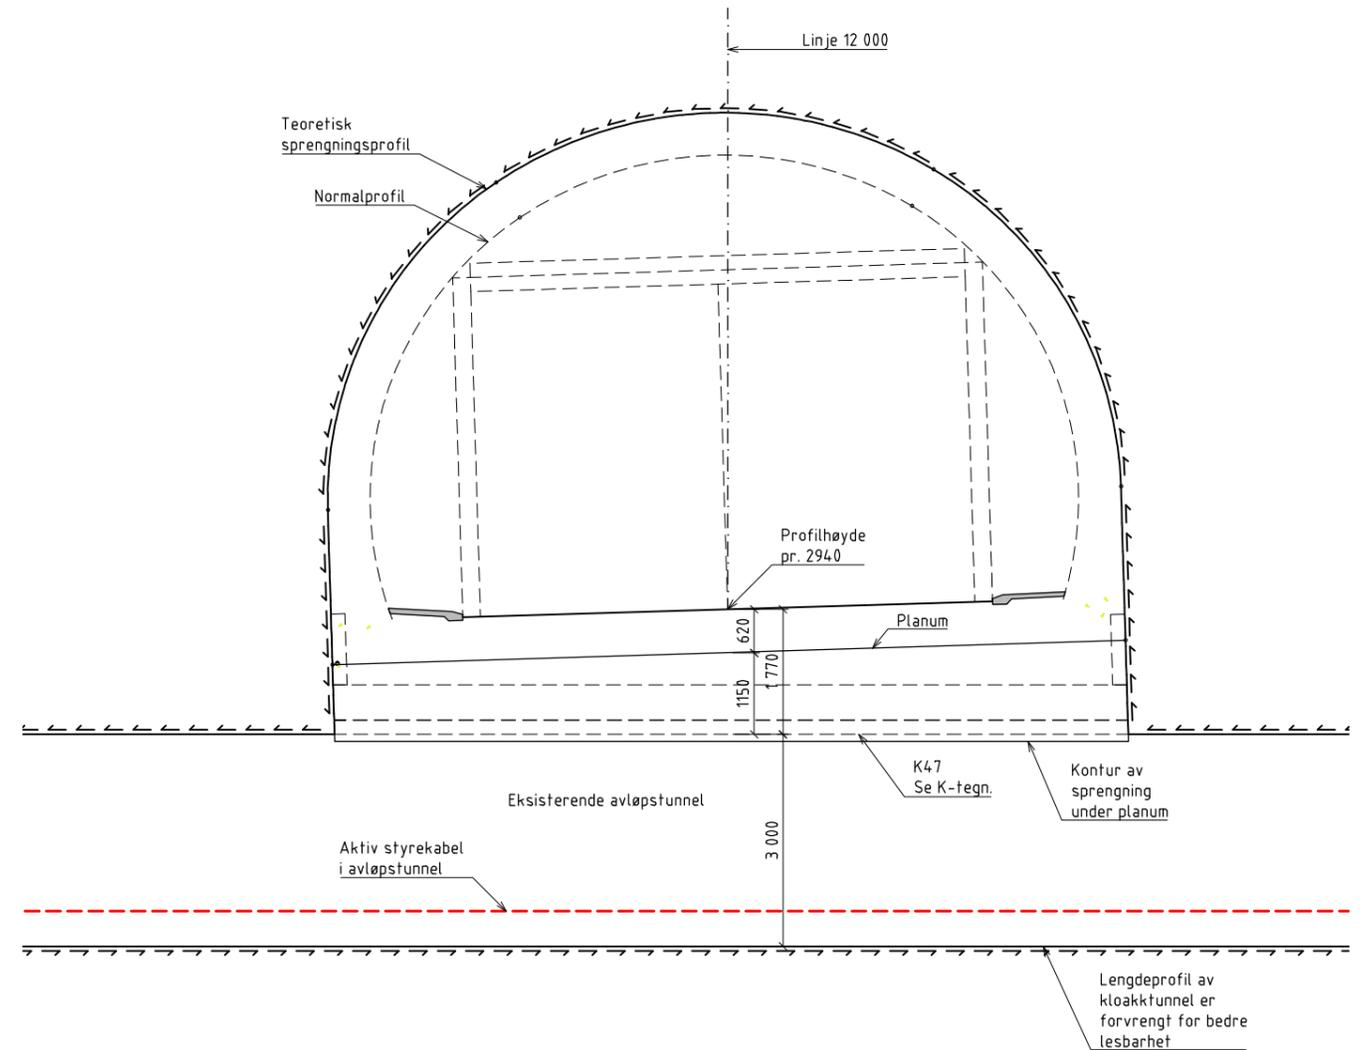 Linje 12 000
Teoretisk
sprengningsprofil
Normalprofil
Profilhøyde
pr. 2940
Planum
620
1 770
1150
K47
Se K-tegn.
Kontur av
sprengning
under planum
Eksisterende avløpstunnel
3 000
Aktiv styrekabel
i avløpstunnel
Lengdeprofil av
kloakktunnel er
forvrengt for bedre
lesbarhet